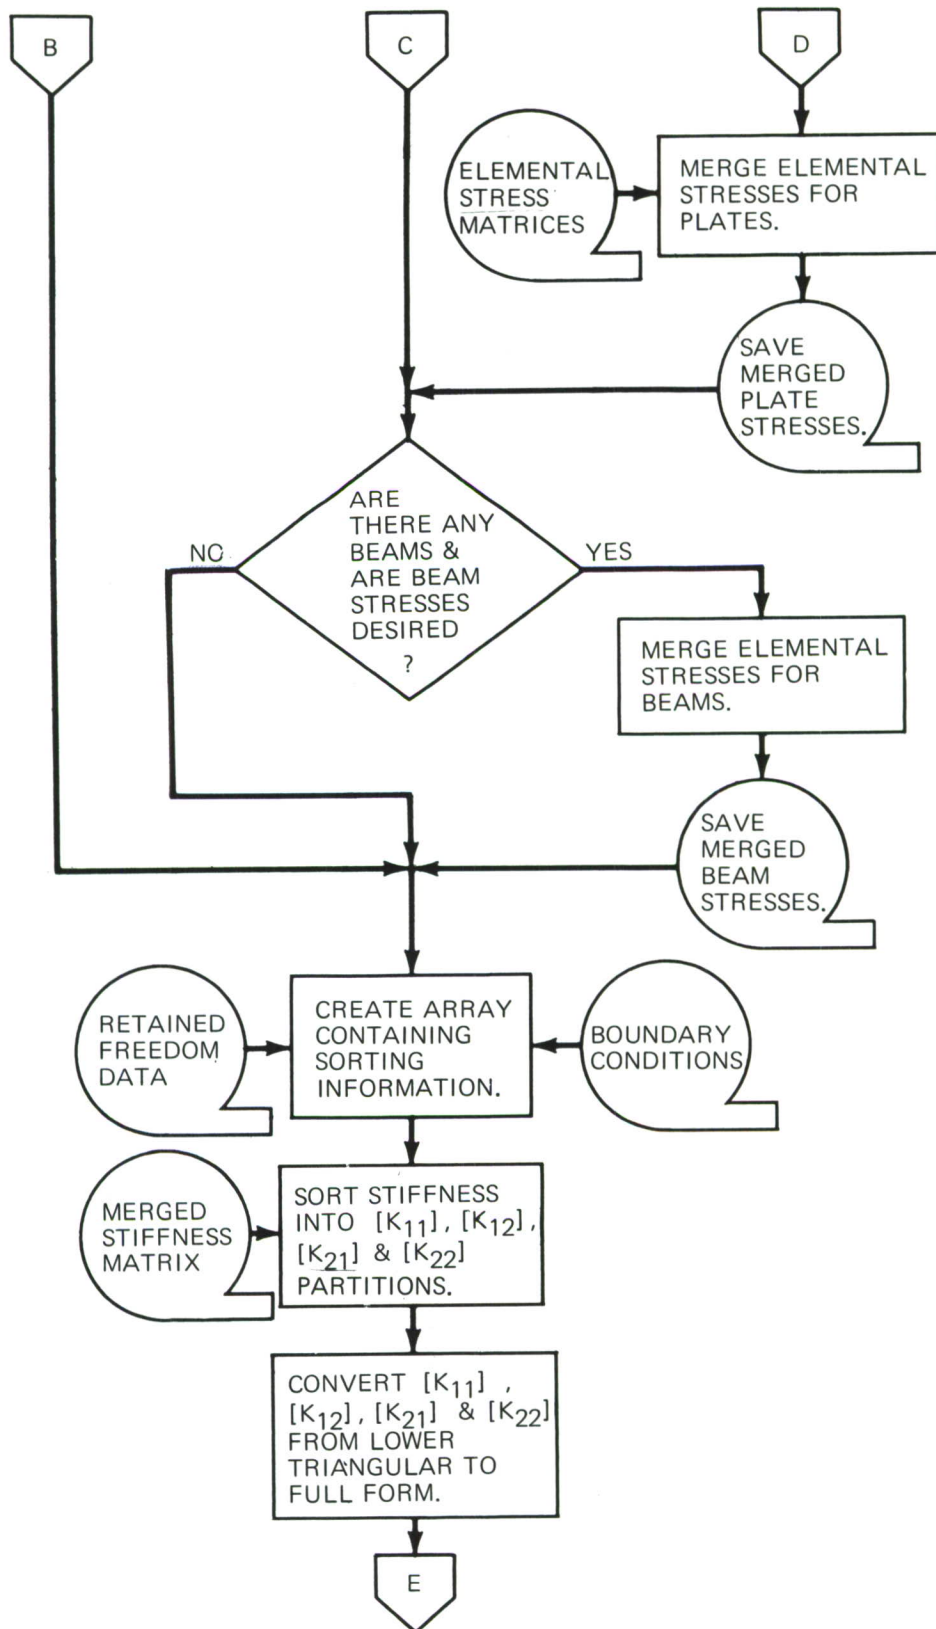 B
C
D
ELEMENTAL
STRESS
MATRICES
MERGE ELEMENTAL
STRESSES FOR
PLATES.
SAVE
MERGED
PLATE
STRESSES.
ARE
THERE ANY
BEAMS &
ARE BEAM
STRESSES
DESIRED
?
NO
YES
MERGE ELEMENTAL
STRESSES FOR
BEAMS.
SAVE
MERGED
BEAM
STRESSES.
RETAINED
FREEDOM
DATA
CREATE ARRAY
CONTAINING
SORTING
INFORMATION.
BOUNDARY
CONDITIONS
MERGED
STIFFNESS
MATRIX
SORT STIFFNESS
INTO [K11], [K12],
[K21] & [K22]
PARTITIONS.
CONVERT [K11] ,
[K12], [K21] & [K22]
FROM LOWER
TRIANGULAR TO
FULL FORM.
E